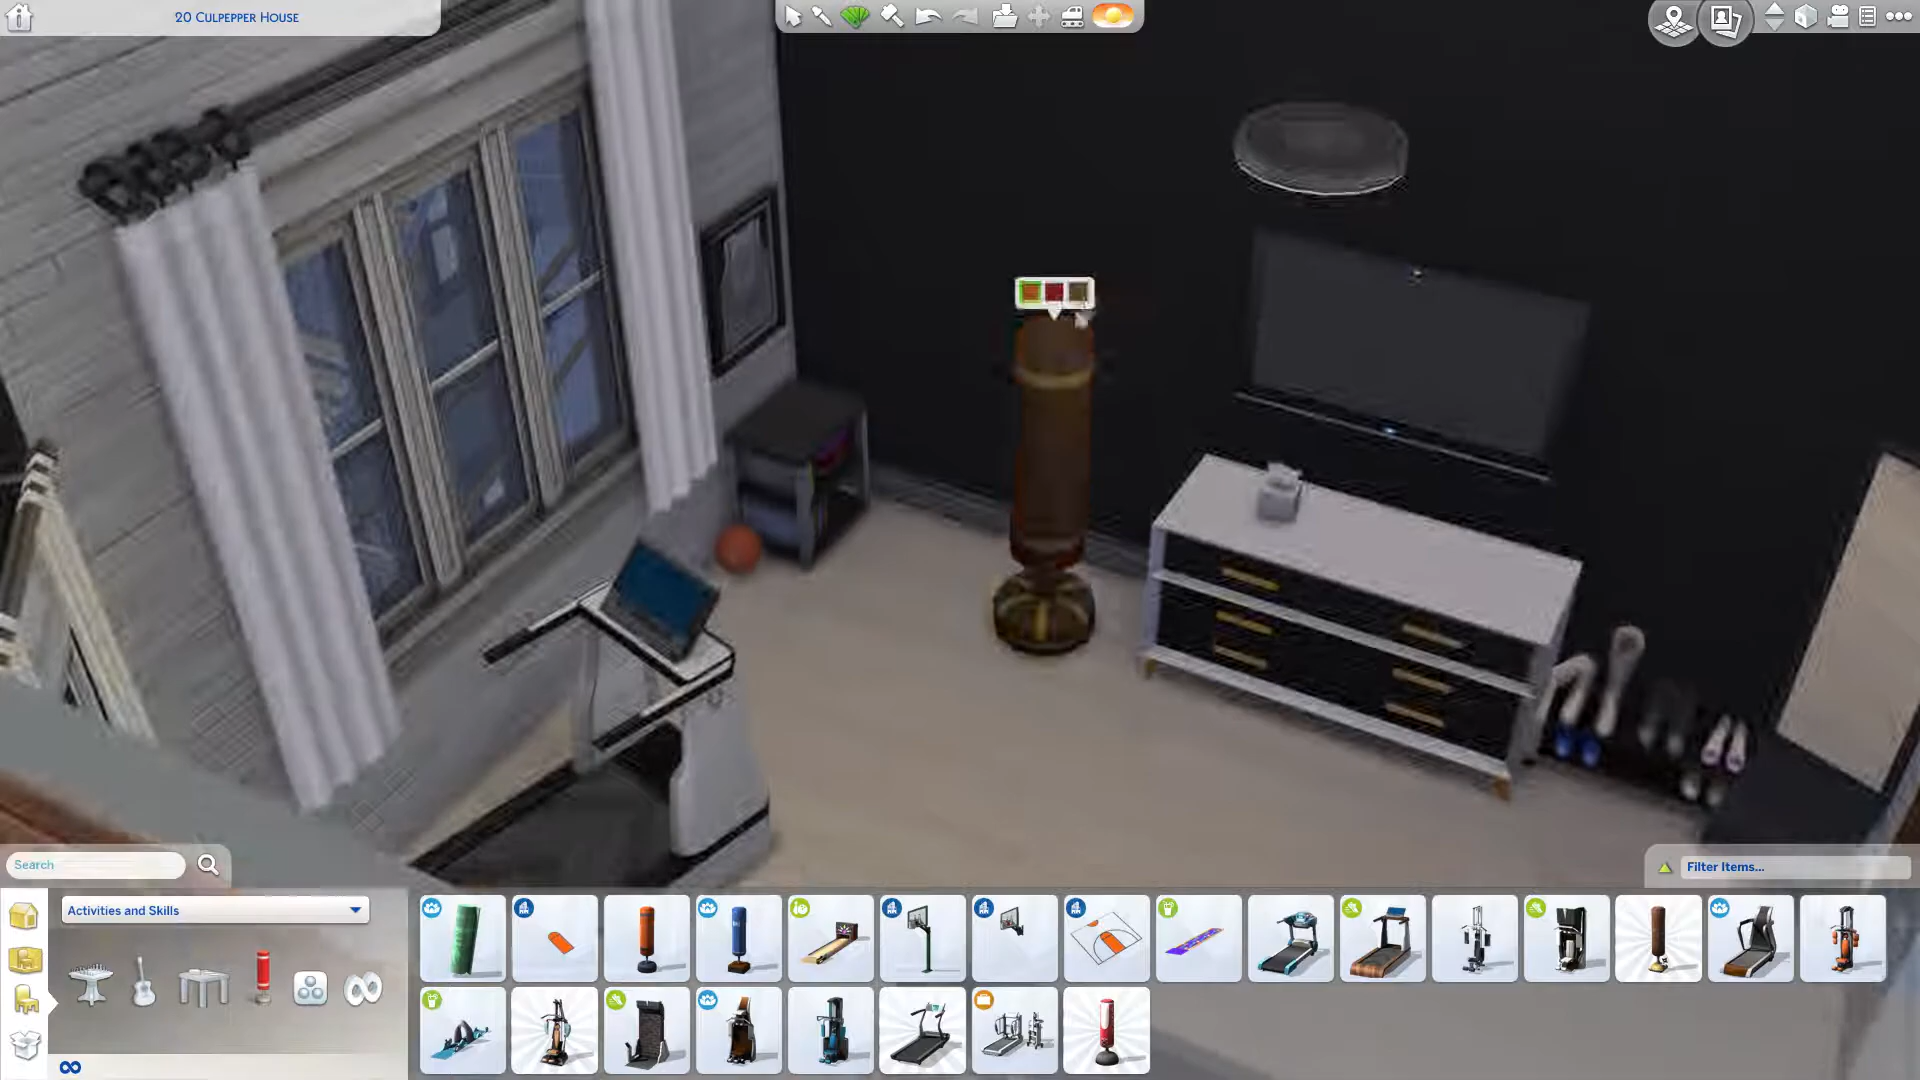 20 CULPEPPER HOUSE
Search
Filter Items...
Activities and Skills